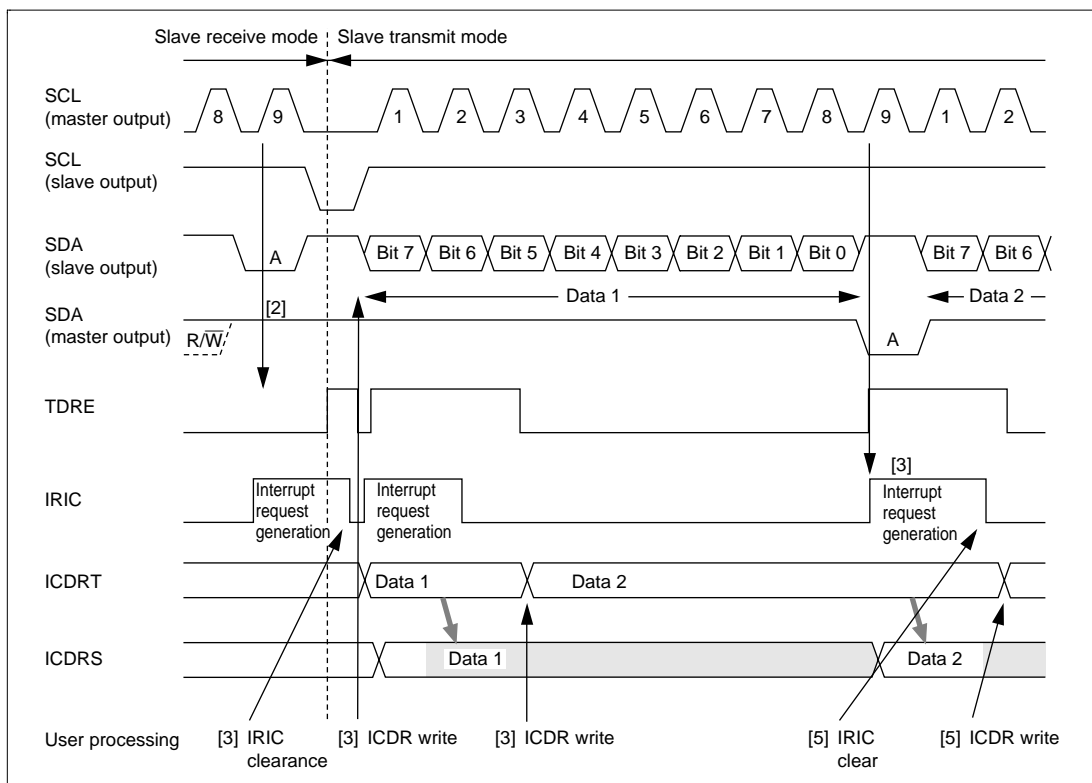 Slave receive mode Slave transmit mode
SCL
(master output)
8 9 1 2 3 4 5 6 7 8 9 1 2
SCL
(slave output)
SDA
(slave output)
A Bit 7 Bit 6 Bit 5 Bit 4 Bit 3 Bit 2 Bit 1 Bit 0 Bit 7 Bit 6
Data 1 Data 2
SDA
(master output)
[2]
R/W̅ A
TDRE
[3]
IRIC
Interrupt
request
generation
Interrupt
request
generation
Interrupt
request
generation
ICDRT
Data 1 Data 2
ICDRS
Data 1 Data 2
User processing
[3] IRIC
clearance
[3] ICDR write
[3] ICDR write
[5] IRIC
clear
[5] ICDR write